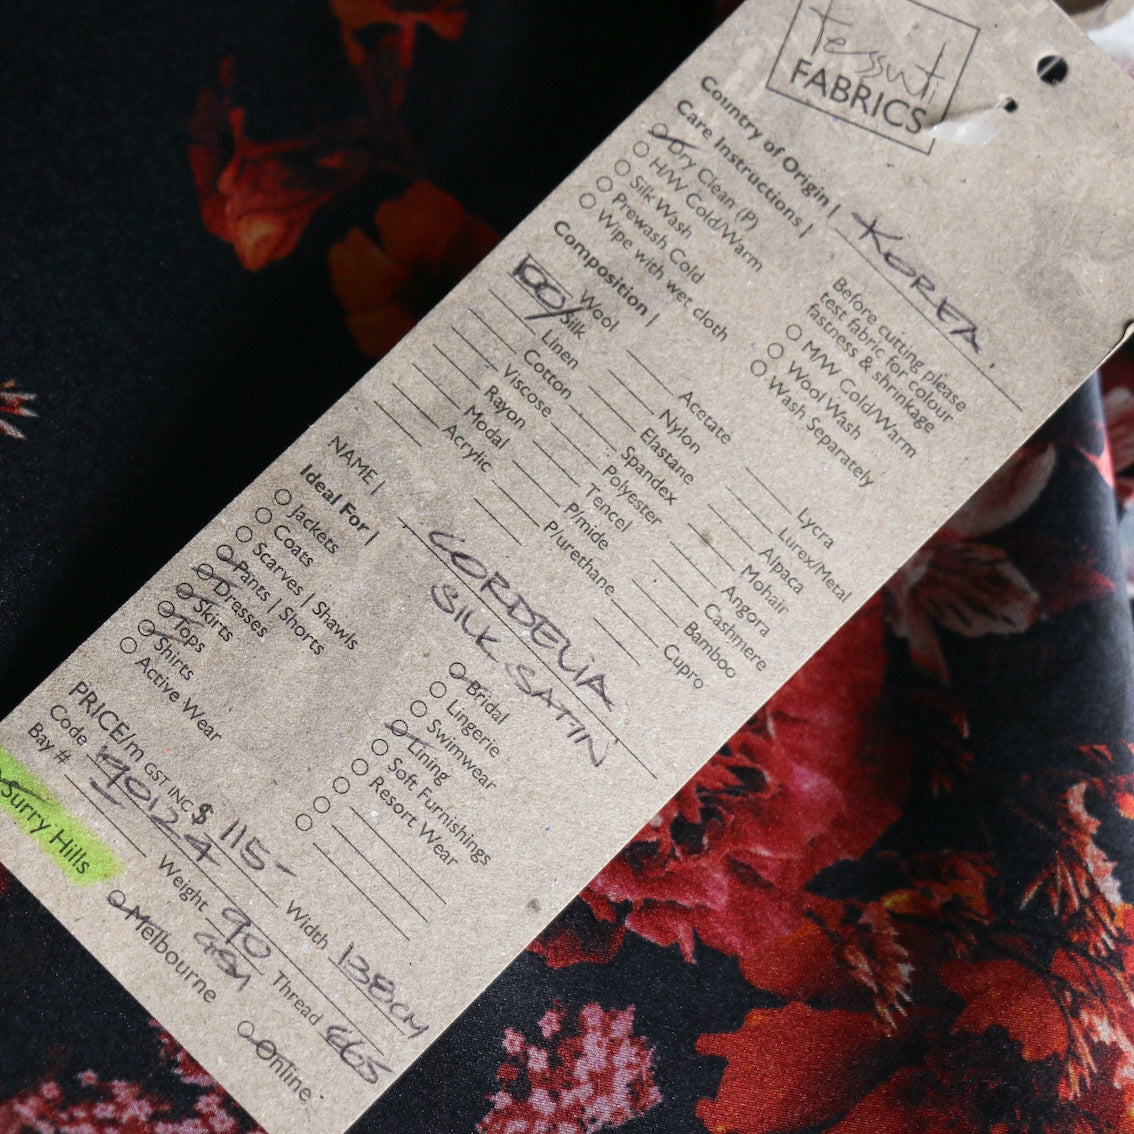 Tessuti
FABRICS
Country of Origin | KOREA.
Care Instructions |
Dry Clean (P)
H/W Cold/Warm
Silk Wash
Prewash Cold
Wipe with wet cloth
Before cutting please
test fabric for colour
fastness & shrinkage
M/W Cold/Warm
Wool Wash
Wash Separately
Composition |
Wool
100% Silk
Linen
Cotton
Viscose
Rayon
Modal
Acrylic
Acetate
Nylon
Elastane
Spandex
Polyester
Tencel
P/mide
P/urethane
Lycra
Lurex/Metal
Alpaca
Mohair
Angora
Cashmere
Bamboo
Cupro
NAME | CORDELIA
SILK SATIN
Ideal For |
Jackets
Coats
Scarves | Shawls
Pants | Shorts
Dresses
Skirts
Tops
Shirts
Active Wear
Bridal
Lingerie
Swimwear
Lining
Soft Furnishings
Resort Wear
PRICE/m GST INC $ 115-
Code 190124 Width 138CM
Bay # Weight 90 GSM Thread E65
Surry Hills Melbourne Online